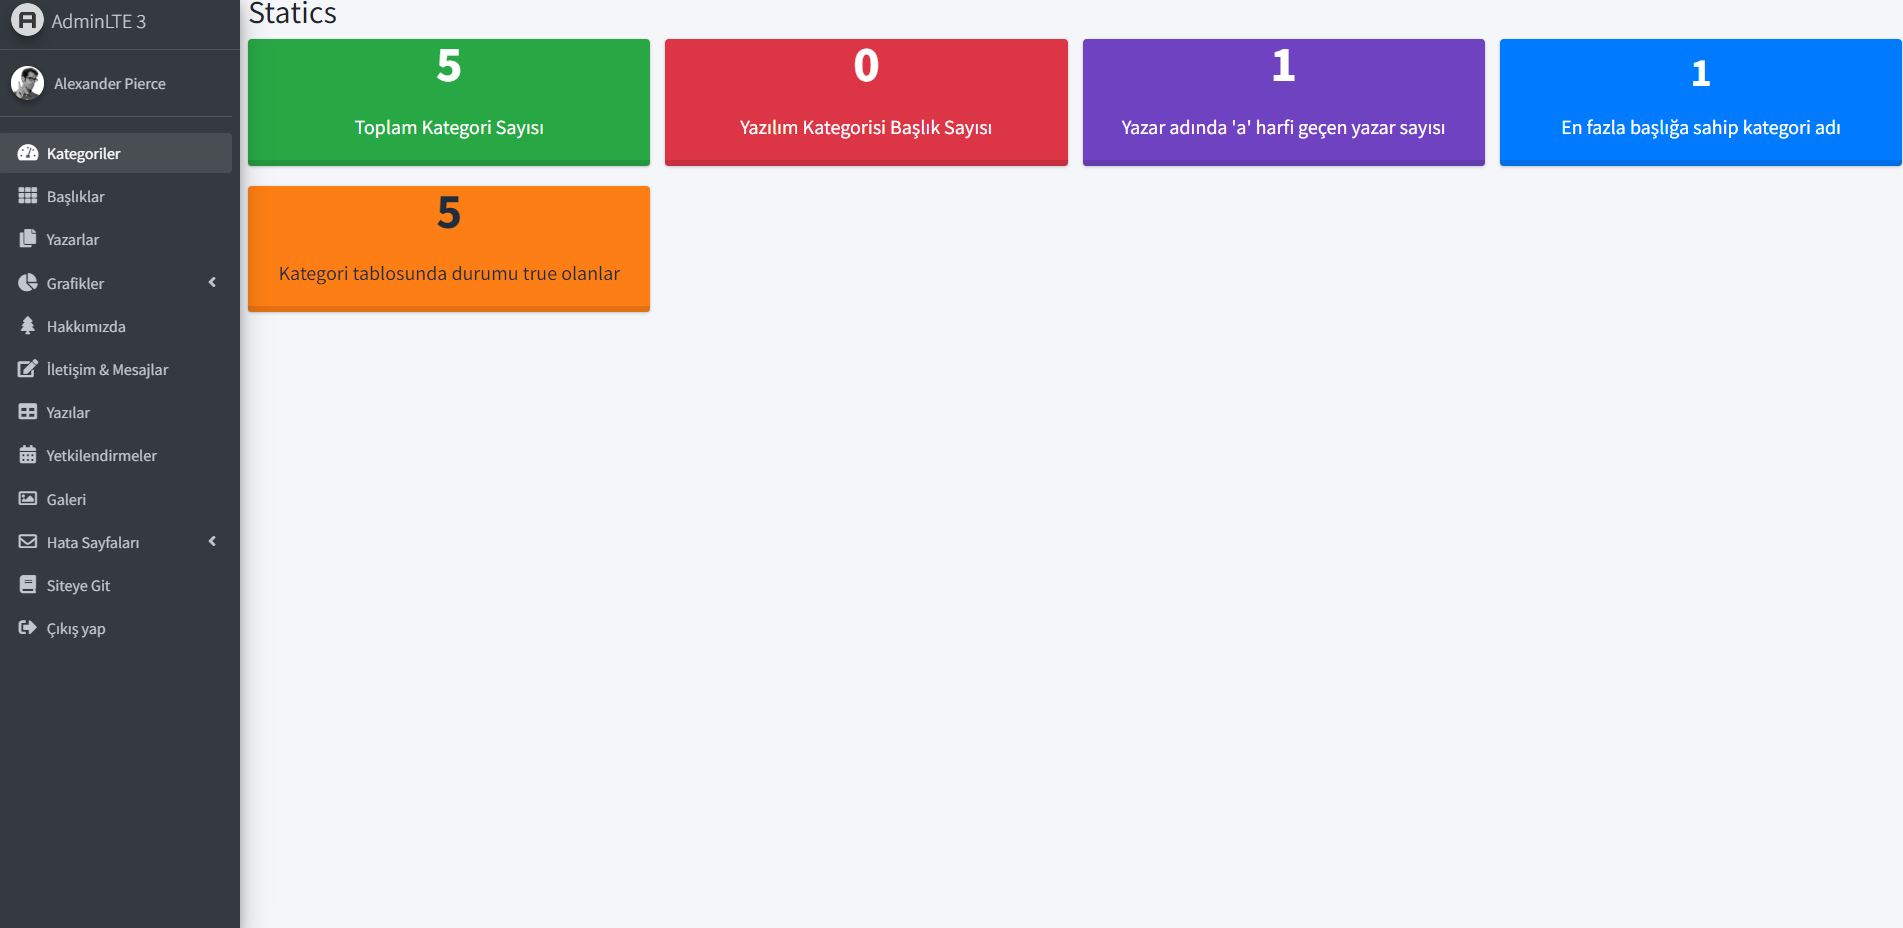 AdminLTE 3
Alexander Pierce
Kategoriler
Başlıklar
Yazarlar
Grafikler
Hakkımızda
İletişim & Mesajlar
Yazılar
Yetkilendirmeler
Galeri
Hata Sayfaları
Siteye Git
Çıkış yap
Statics
5
Toplam Kategori Sayısı
0
Yazılım Kategorisi Başlık Sayısı
1
Yazar adında 'a' harfi geçen yazar sayısı
1
En fazla başlığa sahip kategori adı
5
Kategori tablosunda durumu true olanlar